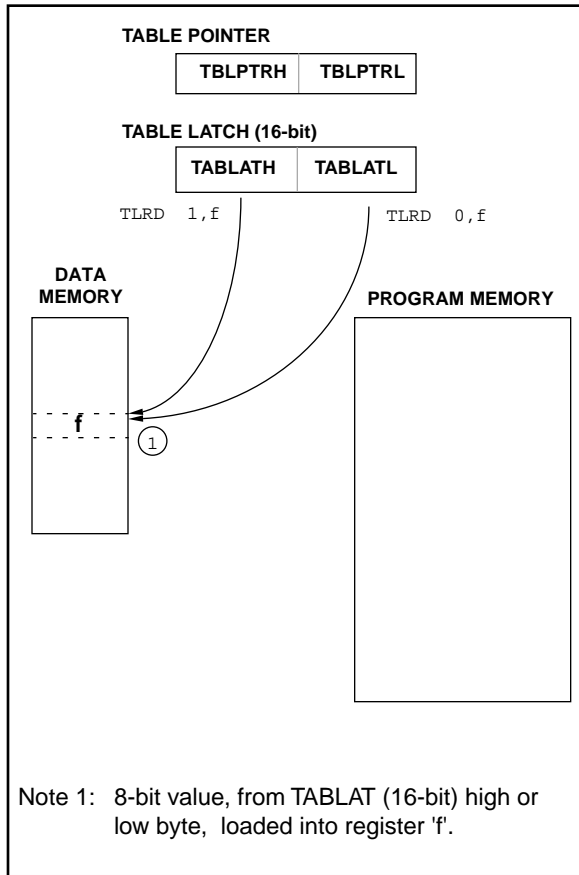 TABLE POINTER
TBLPTRH TBLPTRL
TABLE LATCH (16-bit)
TABLATH TABLATL
TLRD 1,f TLRD 0,f
DATA
MEMORY
PROGRAM MEMORY
f
1
Note 1: 8-bit value, from TABLAT (16-bit) high or
low byte, loaded into register 'f'.